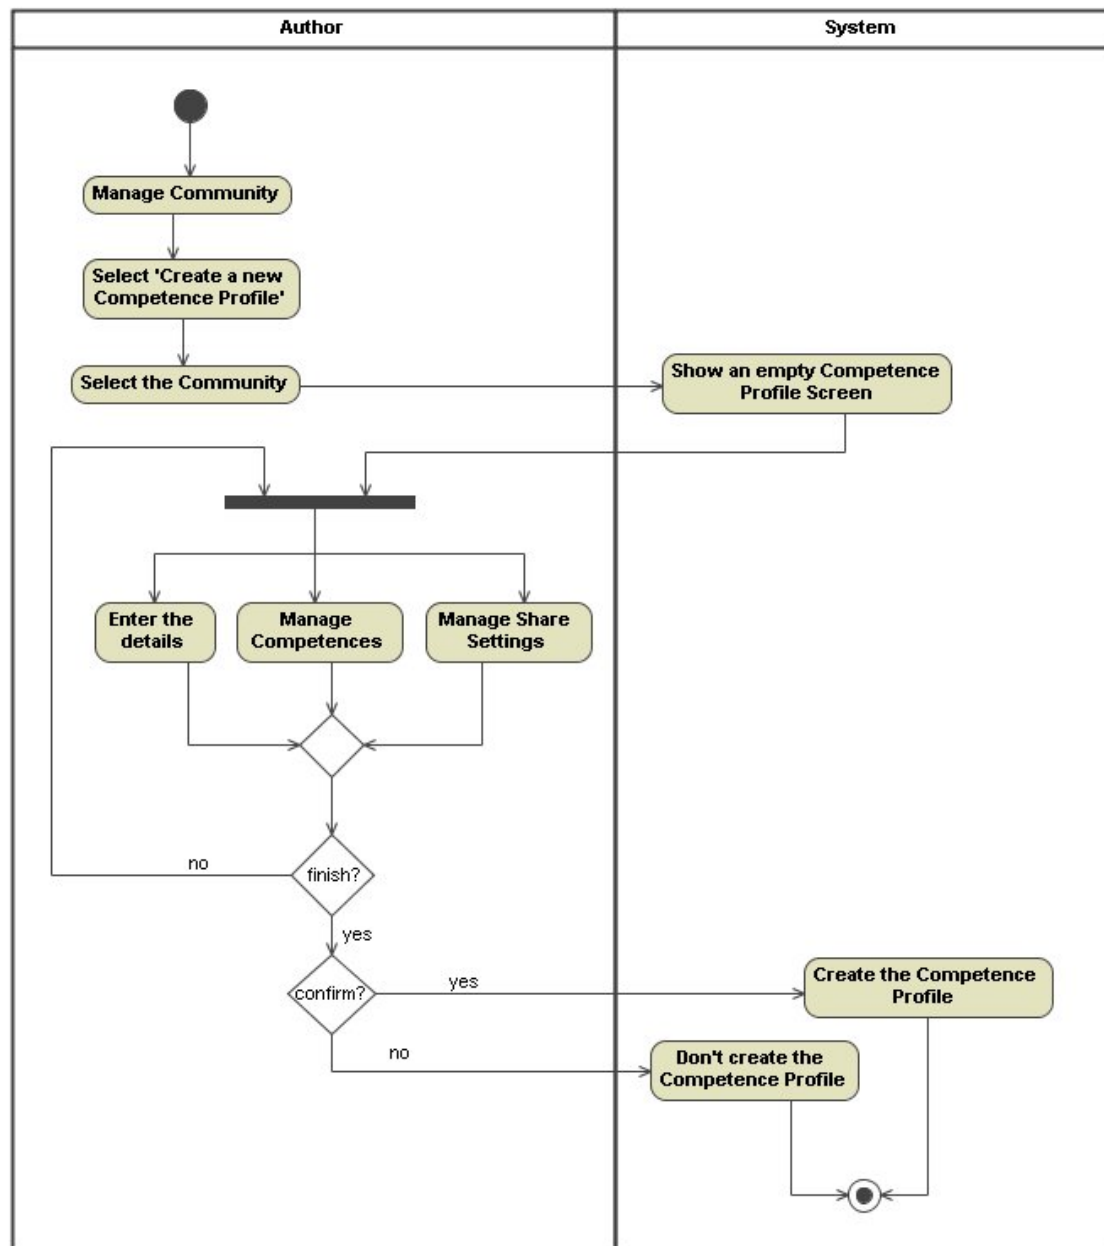 Author
System
Manage Community
Select 'Create a new
Competence Profile'
Select the Community
Show an empty Competence
Profile Screen
Enter the
details
Manage
Competences
Manage Share
Settings
no
finish?
yes
confirm?
yes
Create the Competence
Profile
no
Don't create the
Competence Profile